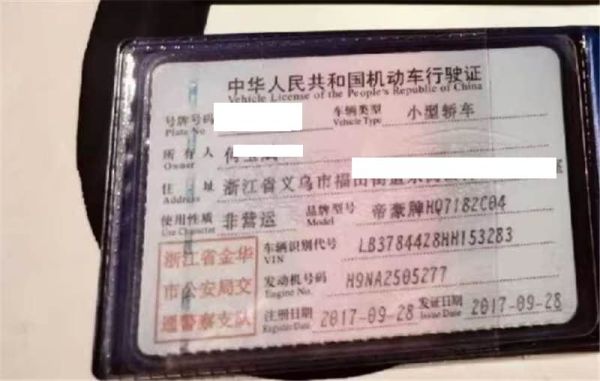 中华人民共和国机动车行驶证
Vehicle License of the People's Republic of China
号牌号码 车辆类型 小型轿车
Plate No Vehicle Type
所有人
Owner
住址 浙江省义乌市福田街道
Address
使用性质 非营运 品牌型号 帝豪牌HQ7182C04
Use Character Model
浙江省金华 车辆识别代号 LB37844Z8HH153283
VIN
市公安局交 发动机号码 H9NA2505277
Engine No.
通警察支队 注册日期 2017-09-28 发证日期 2017-09-28
Register Date Issue Date